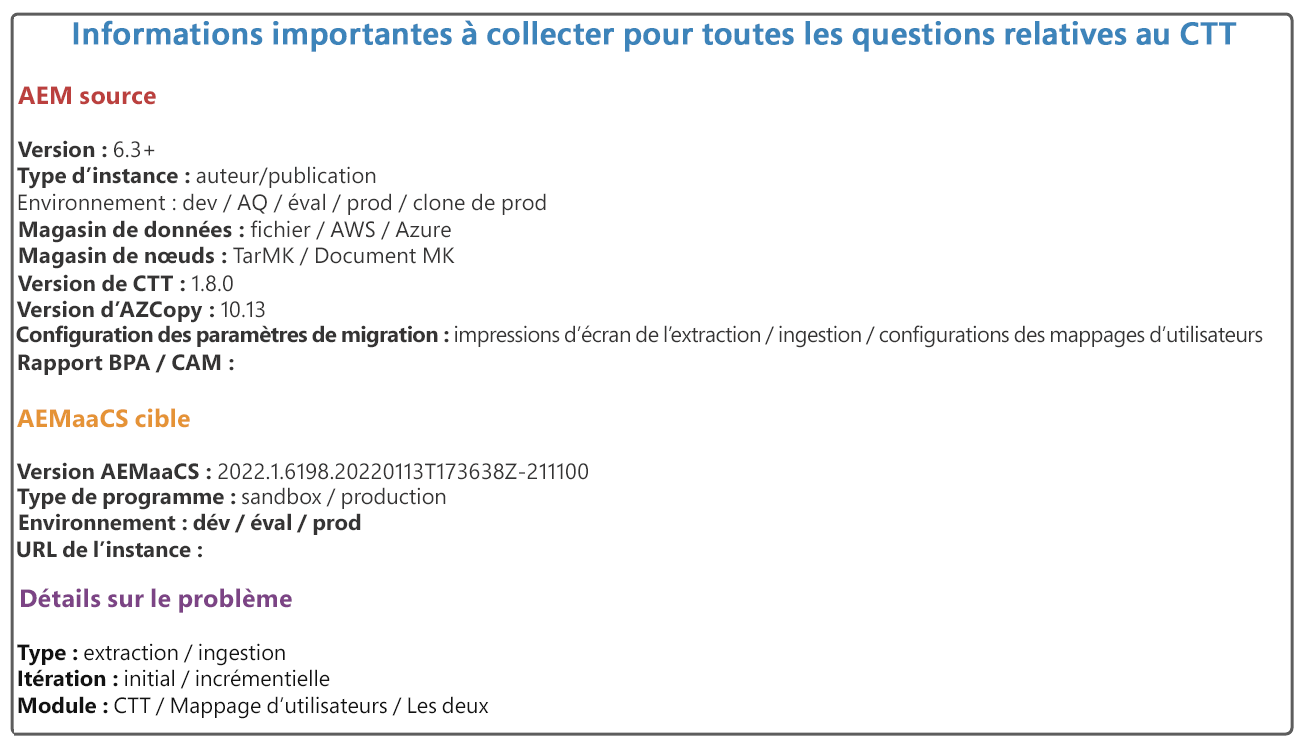 Informations importantes à collecter pour toutes les questions relatives au CTT
AEM source
Version : 6.3+
Type d’instance : auteur/publication
Environnement : dev / AQ / éval / prod / clone de prod
Magasin de données : fichier / AWS / Azure
Magasin de nœuds : TarMK / Document MK
Version de CTT : 1.8.0
Version d’AZCopy : 10.13
Configuration des paramètres de migration : impressions d’écran de l’extraction / ingestion / configurations des mappages d’utilisateurs
Rapport BPA / CAM :
AEMaaCS cible
Version AEMaaCS : 2022.1.6198.20220113T173638Z-211100
Type de programme : sandbox / production
Environnement : dév / éval / prod
URL de l’instance :
Détails sur le problème
Type : extraction / ingestion
Itération : initial / incrémentielle
Module : CTT / Mappage d’utilisateurs / Les deux